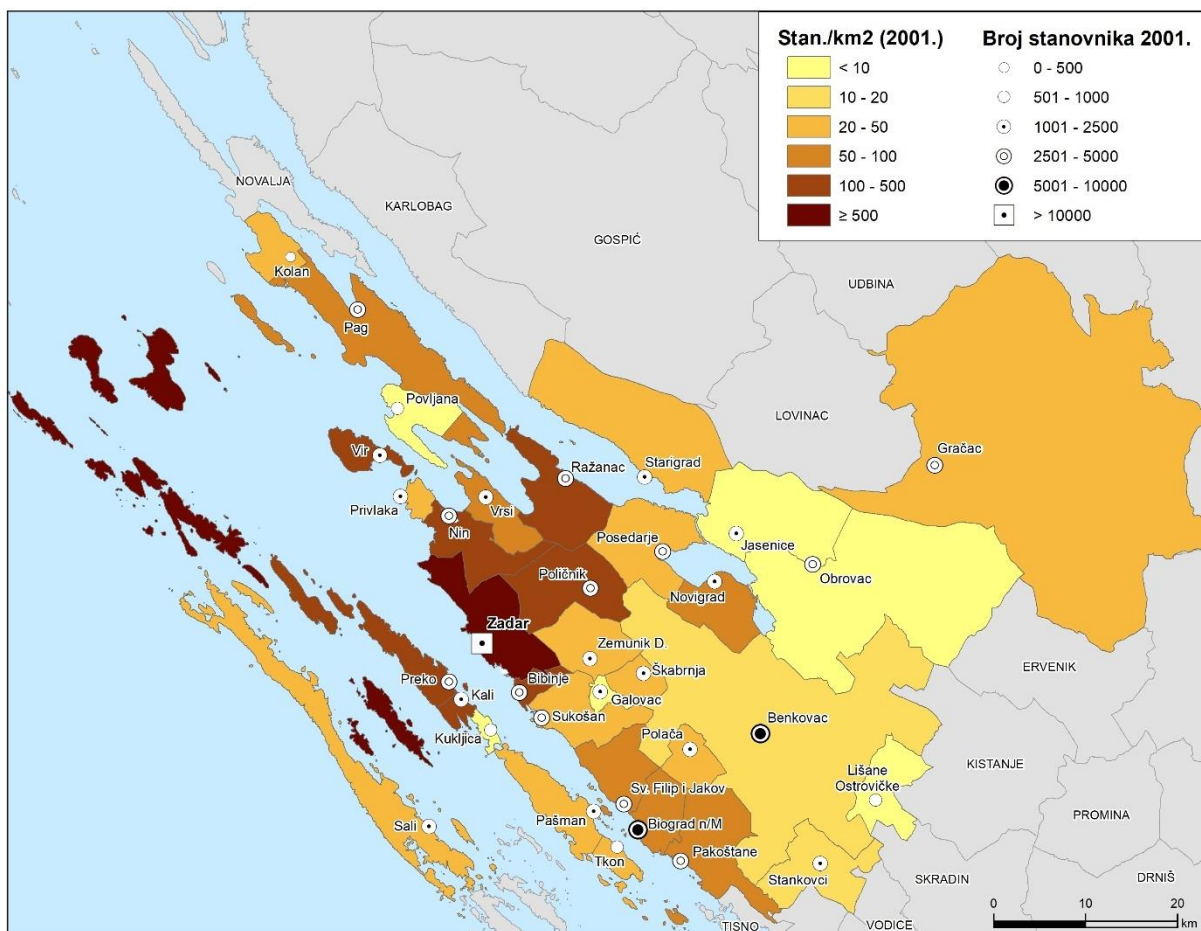 Stan./km2 (2001.)
< 10
10 - 20
20 - 50
50 - 100
100 - 500
≥ 500
Broj stanovnika 2001.
0 - 500
501 - 1000
1001 - 2500
2501 - 5000
5001 - 10000
> 10000
NOVALJA
KARLOBAG
GOSPIĆ
UDBINA
Kolan
Pag
LOVINAC
Povljana
Gračac
Vir
Ražanac
Starigrad
Privlaka
Vrsi
Nin
Posedarje
Jasenice
Obrovac
Poličnik
Novigrad
Zadar
Zemunik D.
Škabrnja
ERVENIK
Preko
Kali
Bibinje
Galovac
Sukošan
Kukljica
Polača
Benkovac
KISTANJE
Lišane
Ostrovičke
Sv. Filip i Jakov
PROMINA
Sali
Pašman
Biograd n/M
Tkon
Pakoštane
Stankovci
SKRADIN
DRNIŠ
TISNO
VODICE
0 10 20
km